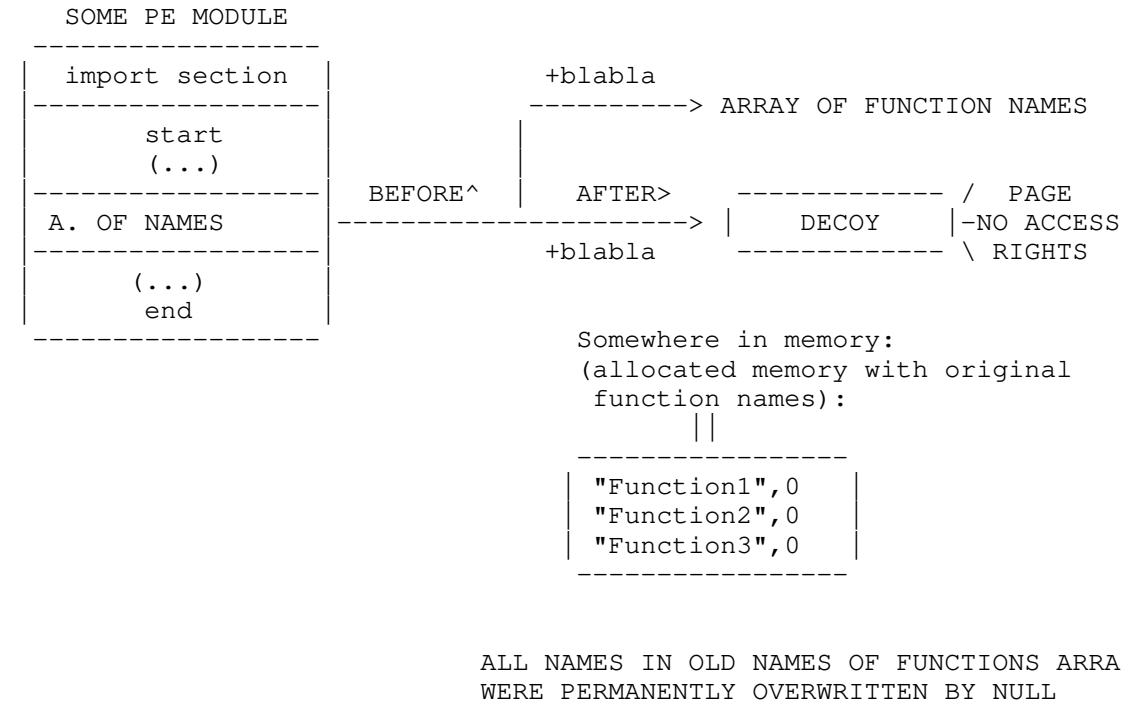 SOME PE MODULE
import section
+blabla
----------> ARRAY OF FUNCTION NAMES
start
(...)
BEFORE^ AFTER> ------------- / PAGE
A. OF NAMES ----------------------> | DECOY |-NO ACCESS
+blabla ------------- \ RIGHTS
(...)
end
Somewhere in memory:
(allocated memory with original
function names):
||
"Function1",0
"Function2",0
"Function3",0
ALL NAMES IN OLD NAMES OF FUNCTIONS ARRA
WERE PERMANENTLY OVERWRITTEN BY NULL